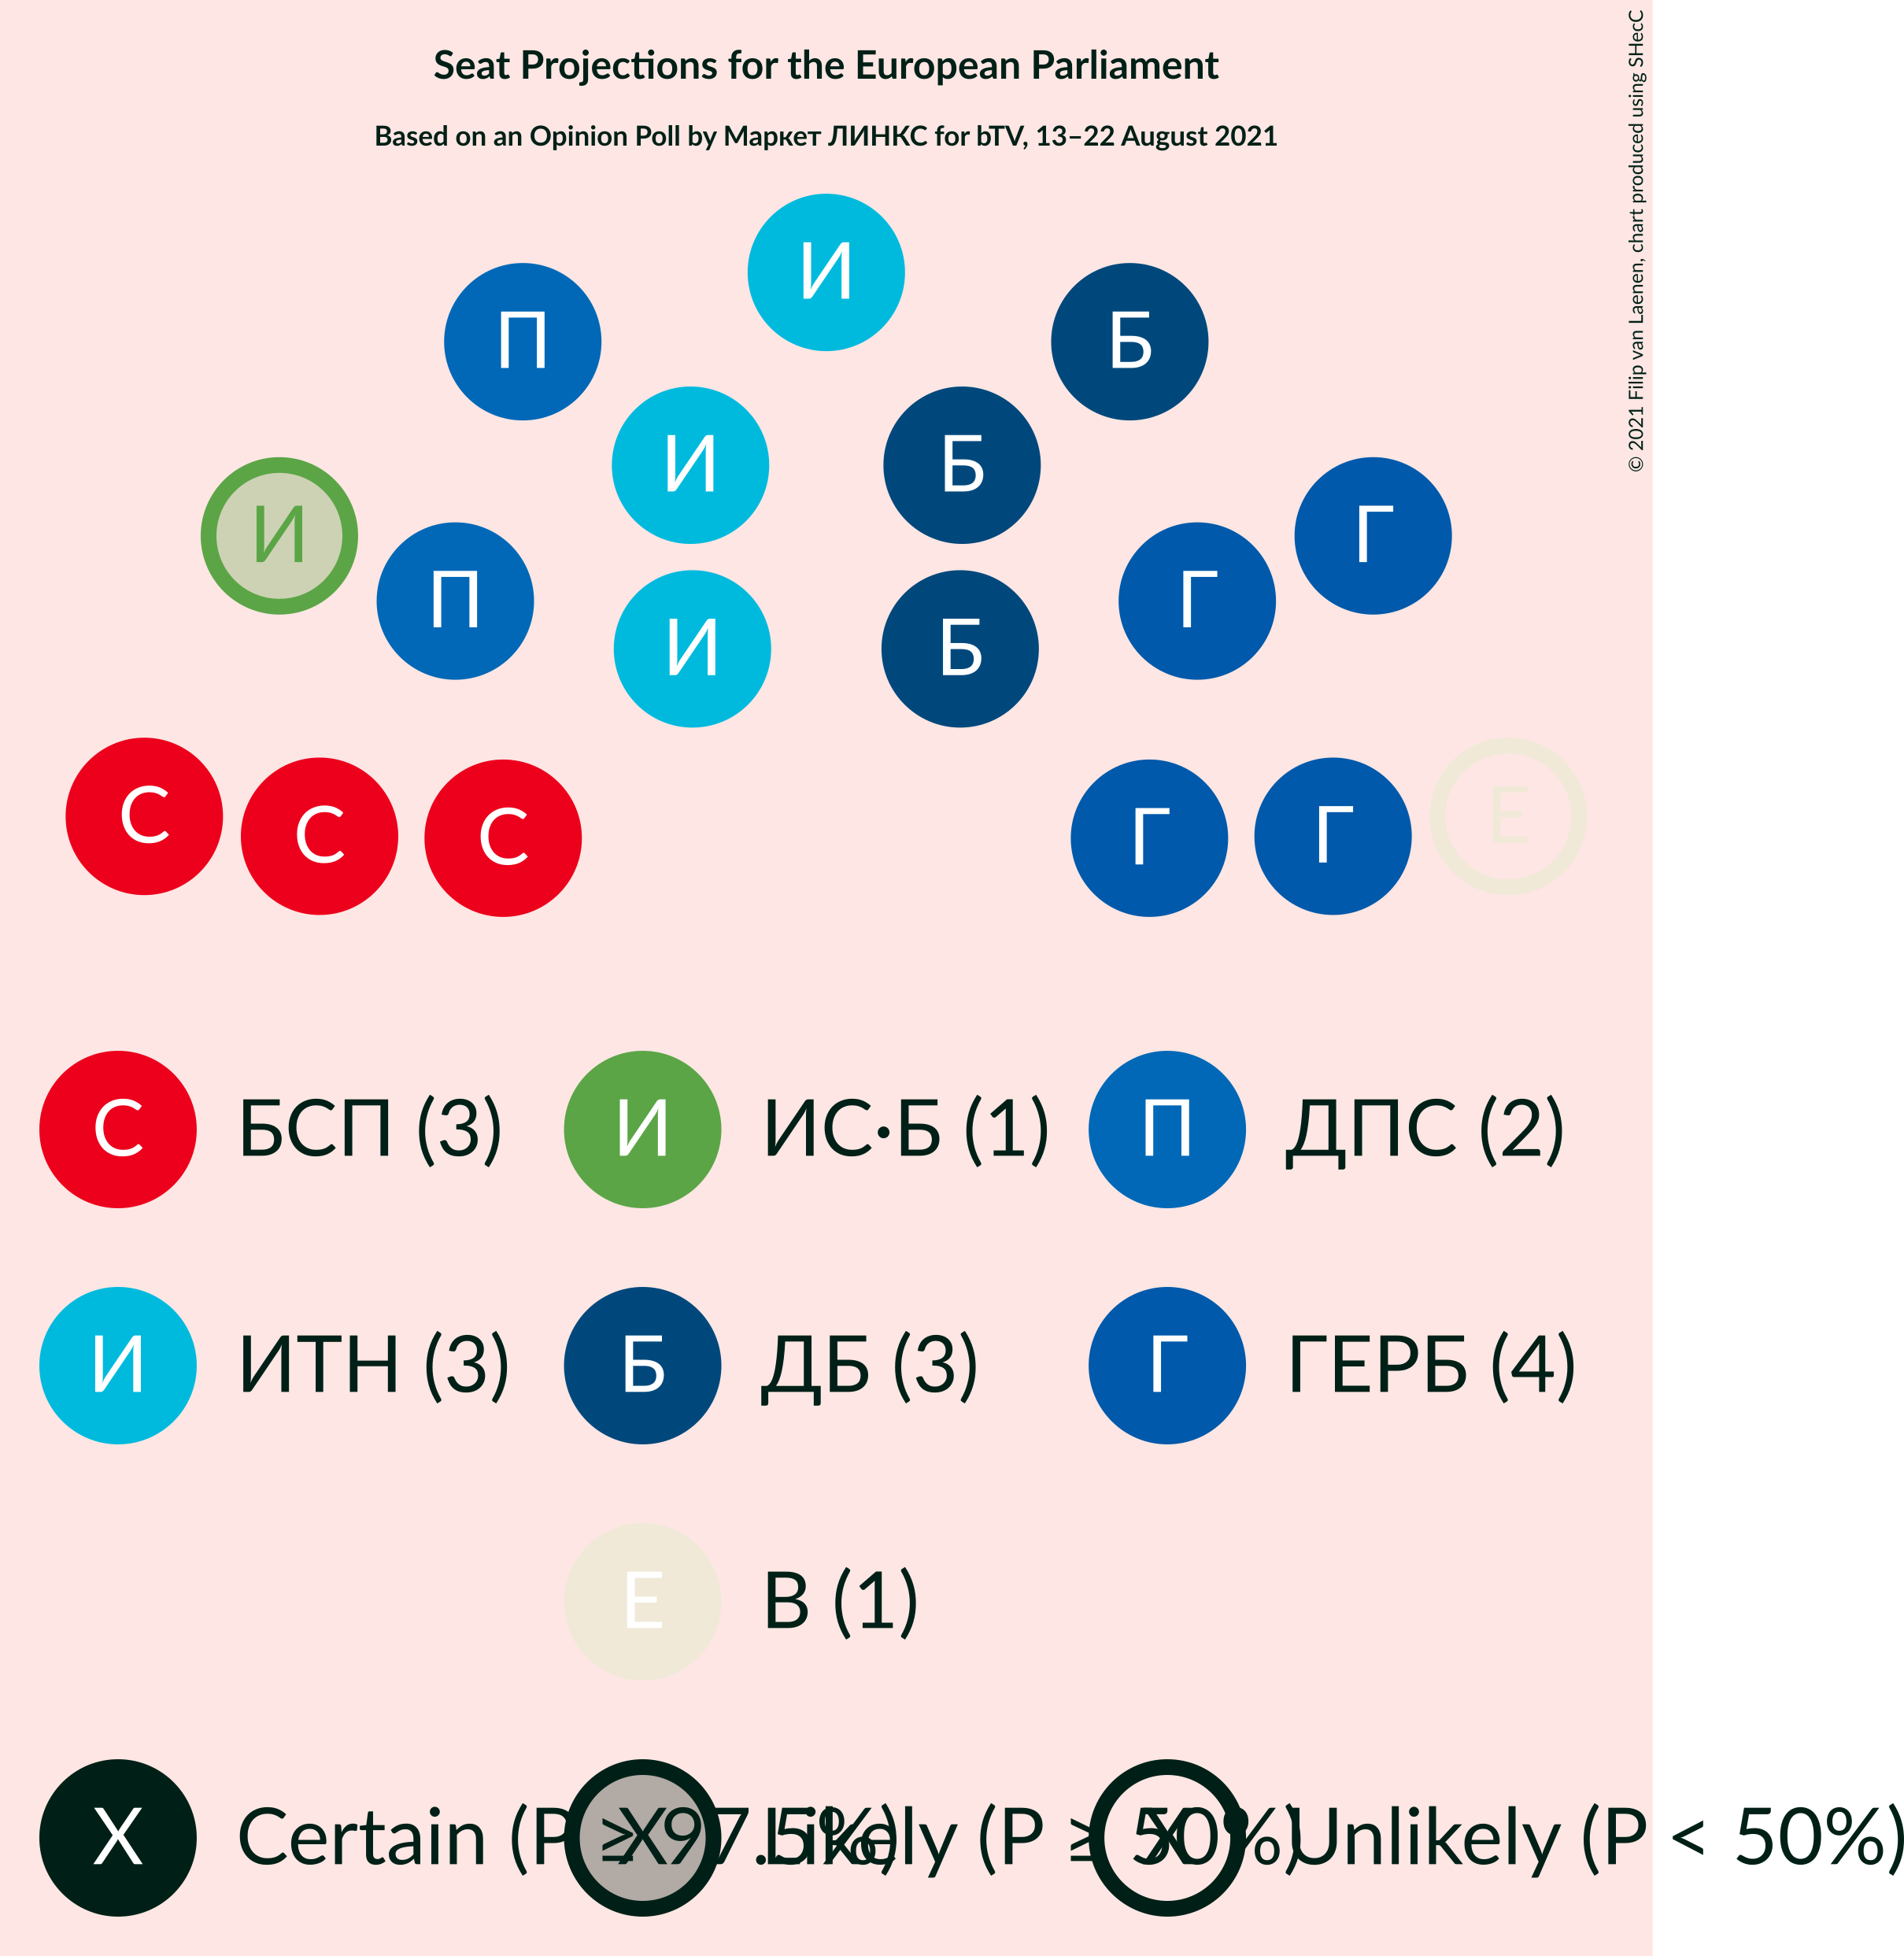 Seat Projections for the European Parliament
Based on an Opinion Poll by Маркет ЛИНКС for bTV, 13–22 August 2021
© 2021 Filip van Laenen, chart produced using SHecC
И
П
Б
И
Б
И
Г
П
Г
И
Б
С
С
С
Г
Г
Е
С БСП (3)
И ИС·Б (1)
П ДПС (2)
И ИТН (3)
Б ДБ (3)
Г ГЕРБ (4)
Е В (1)
X Certain (P ≥ 97.5%)
X Likely (P ≥ 50%)
X Unlikely (P < 50%)